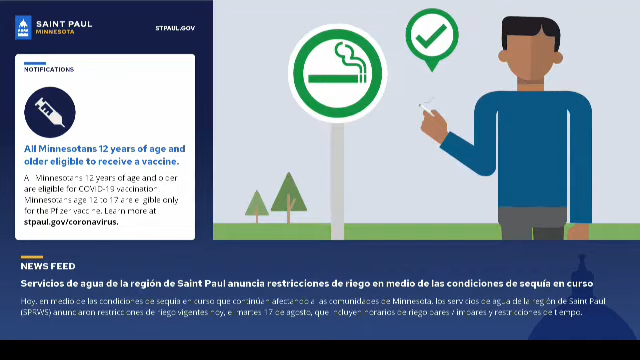 SAINT PAUL
MINNESOTA
STPAUL.GOV
NOTIFICATIONS
All Minnesotans 12 years of age and
older eligible to receive a vaccine.
All Minnesotans 12 years of age and older
are eligible for COVID-19 vaccination.
Minnesotans age 12 to 17 are eligible only
for the Pfizer vaccine. Learn more at
stpaul.gov/coronavirus.
NEWS FEED
Servicios de agua de la región de Saint Paul anuncia restricciones de riego en medio de las condiciones de sequía en curso
Hoy, en medio de las condiciones de sequía en curso que continúan afectando a las comunidades de Minnesota, los servicios de agua de la región de Saint Paul
(SPRWS) anunciaron restricciones de riego vigentes hoy, el martes 17 de agosto, que incluyen horarios de riego pares / impares y restricciones de tiempo.